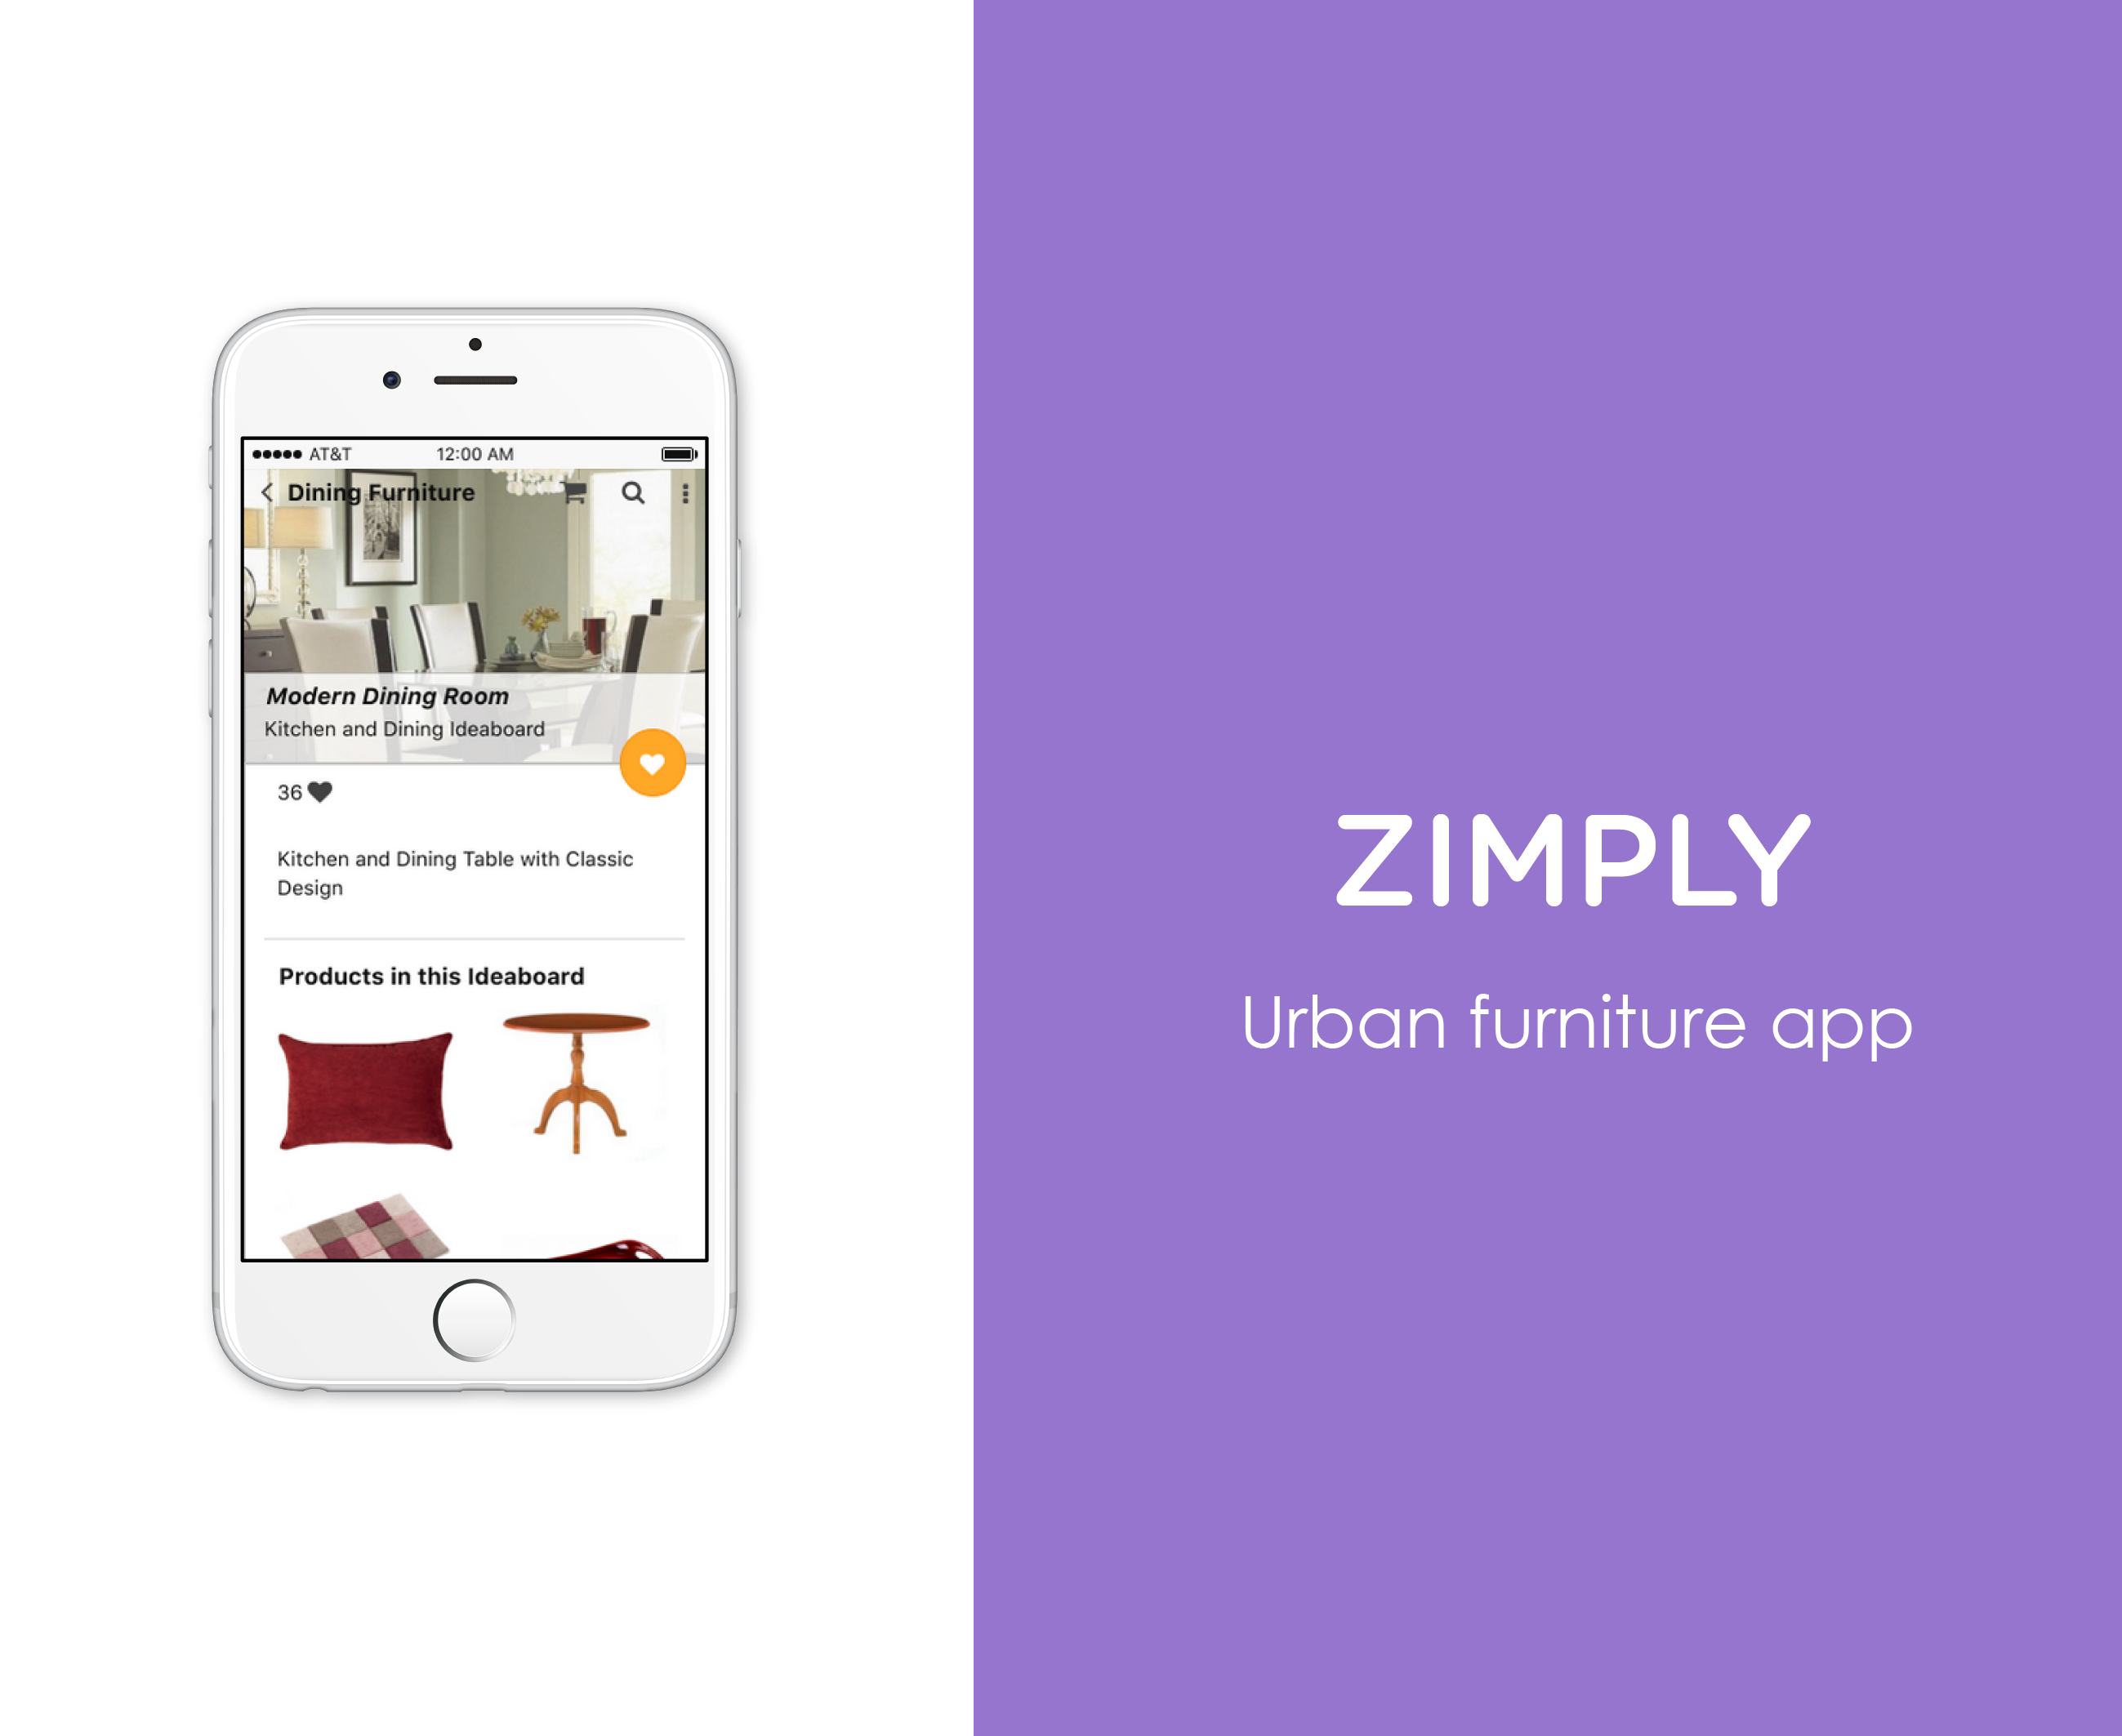 AT&T 12:00 AM
Dining Furniture
Modern Dining Room
Kitchen and Dining Ideaboard
36
Kitchen and Dining Table with Classic
Design
Products in this Ideaboard
ZIMPLY
Urban furniture app